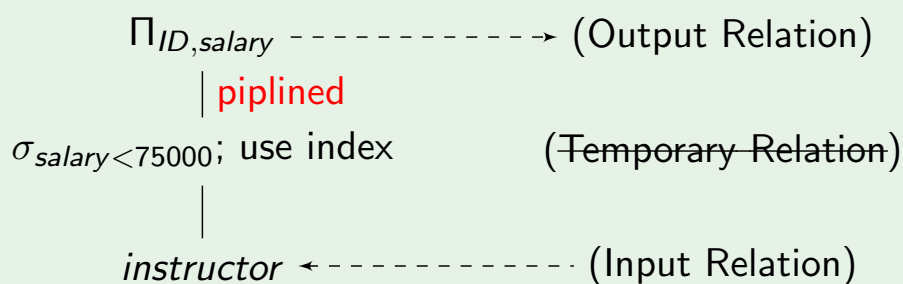 Π_{ID,salary} (Output Relation)
piplined
σ_{salary<75000}; use index (Temporary Relation)
instructor (Input Relation)